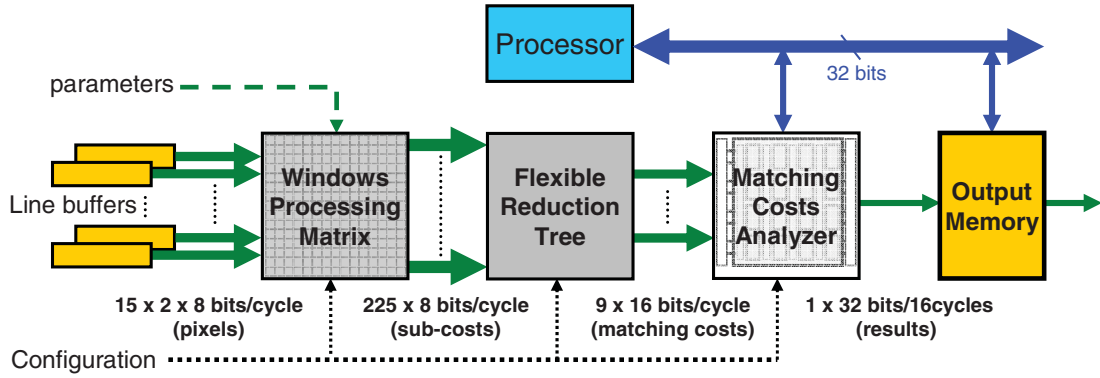 Processor
32 bits
parameters
Line buffers
Windows
Processing
Matrix
Flexible
Reduction
Tree
Matching
Costs
Analyzer
Output
Memory
15 x 2 x 8 bits/cycle
(pixels)
225 x 8 bits/cycle
(sub-costs)
9 x 16 bits/cycle
(matching costs)
1 x 32 bits/16cycles
(results)
Configuration